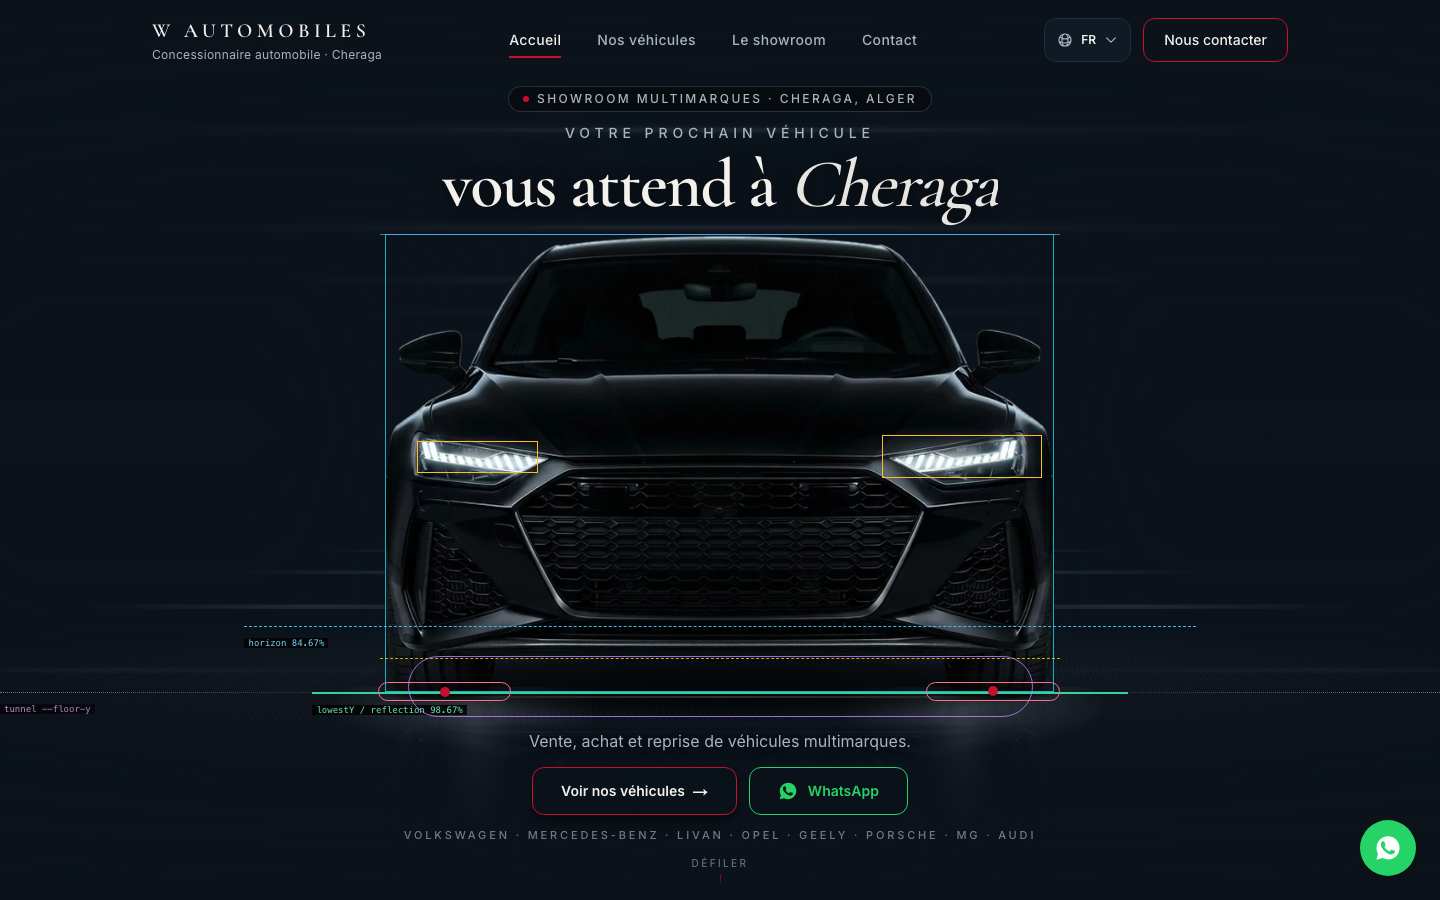 W AUTOMOBILES
Concessionnaire automobile · Cheraga
Accueil
Nos véhicules
Le showroom
Contact
FR
Nous contacter
SHOWROOM MULTIMARQUES · CHERAGA, ALGER
VOTRE PROCHAIN VÉHICULE
vous attend à Cheraga
horizon 84.67%
tunnel --floor-y
lowestY / reflection 98.67%
Vente, achat et reprise de véhicules multimarques.
Voir nos véhicules →
WhatsApp
VOLKSWAGEN · MERCEDES-BENZ · LIVAN · OPEL · GEELY · PORSCHE · MG · AUDI
DÉFILER